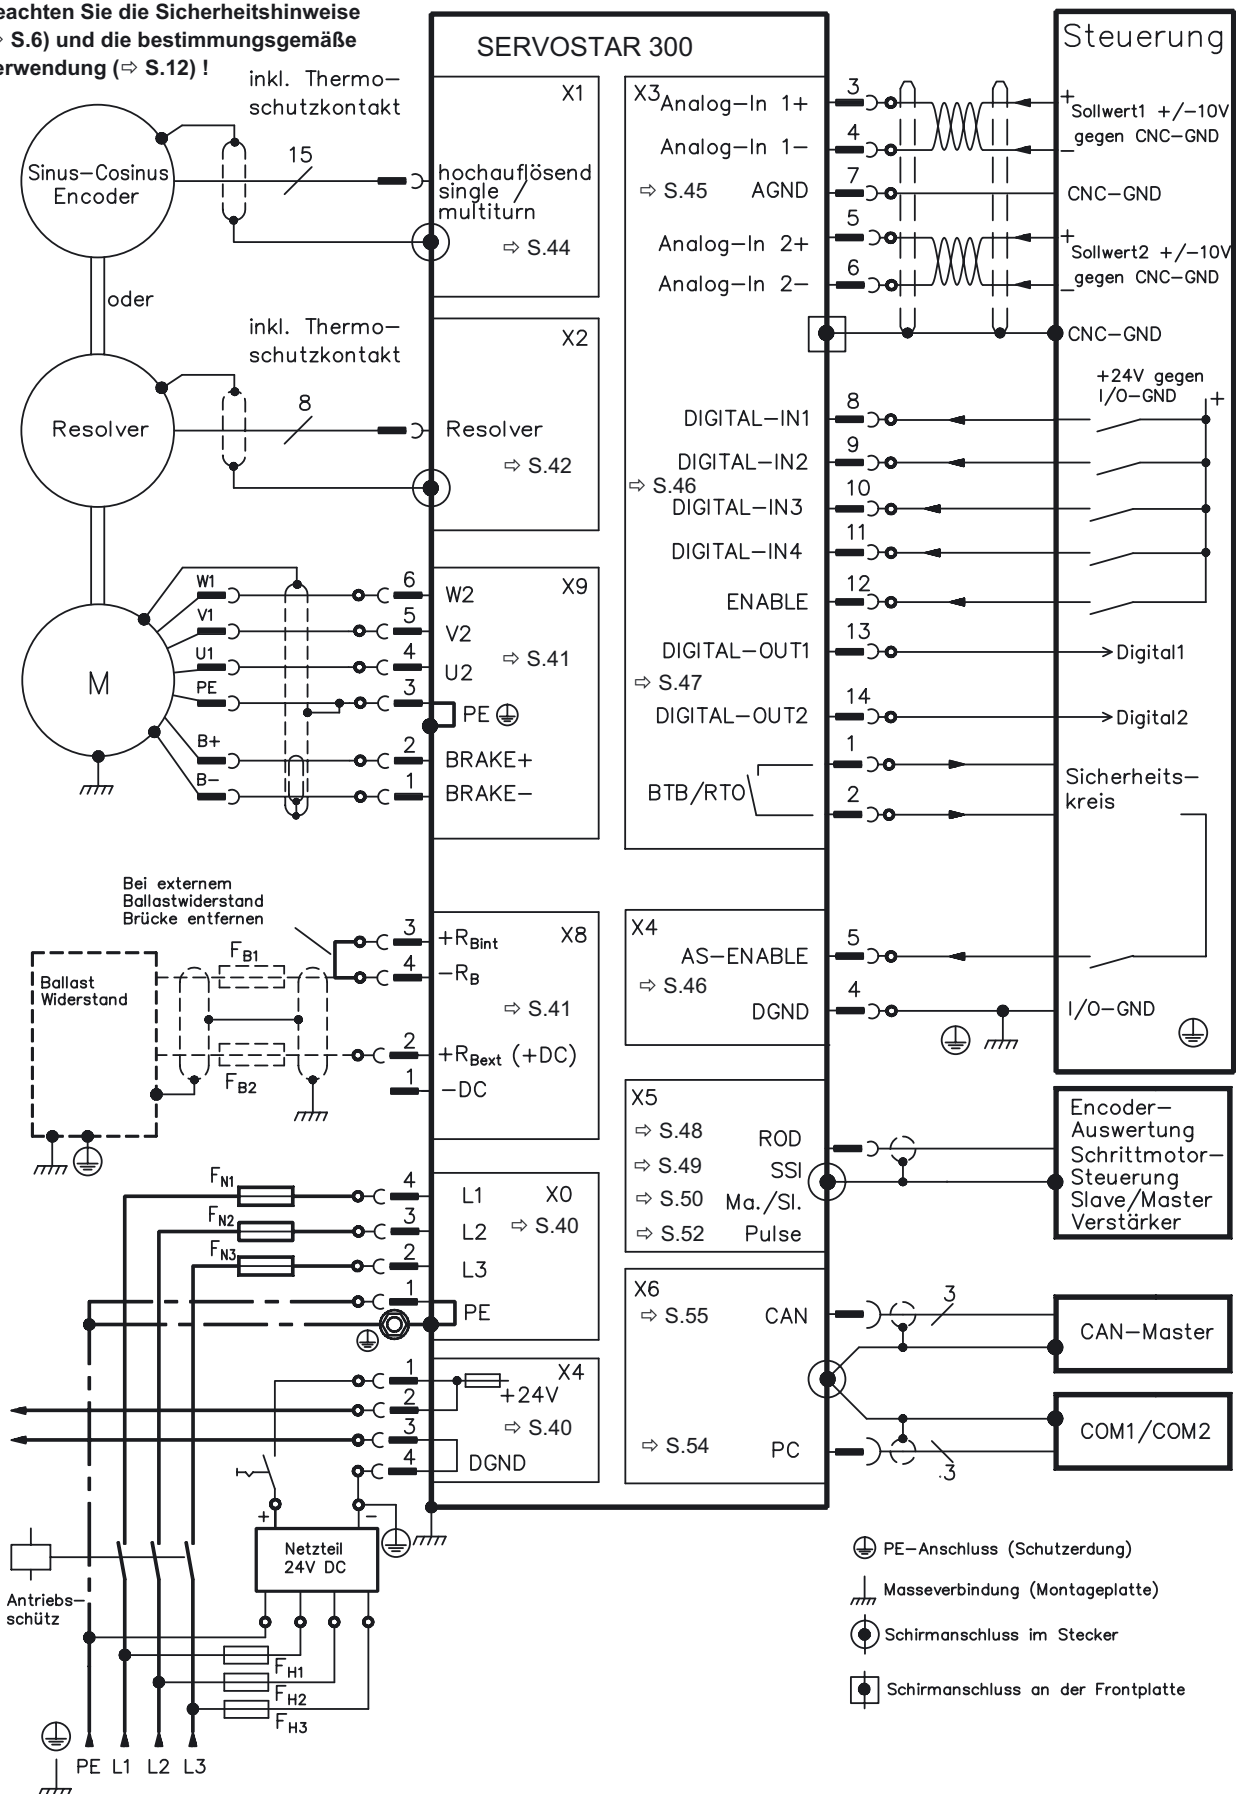 eachten Sie die Sicherheitshinweise
⇨ S.6) und die bestimmungsgemäße
erwendung (⇨ S.12) !
SERVOSTAR 300
Steuerung
inkl. Thermo-
schutzkontakt
Sinus-Cosinus
Encoder
15
X1
hochauflösend
single /
multiturn
⇨ S.44
oder
inkl. Thermo-
schutzkontakt
Resolver
8
X2
Resolver
⇨ S.42
M
W1
V1
U1
PE
B+
B-
6
5
4
3
2
1
X9
W2
V2
U2
⇨ S.41
PE
BRAKE+
BRAKE-
Bei externem
Ballastwiderstand
Brücke entfernen
Ballast
Widerstand
FB1
FB2
3
4
2
1
X8
+RBint
-RB
⇨ S.41
+RBext (+DC)
-DC
FN1
FN2
FN3
4
3
2
1
X0
L1
L2
⇨ S.40
L3
PE
1
2
3
4
X4
+24V
⇨ S.40
DGND
+
-
Netzteil
24V DC
Antriebs-
schütz
FH1
FH2
FH3
PE L1 L2 L3
X3
Analog-In 1+
3
Analog-In 1-
4
⇨ S.45
AGND
7
Analog-In 2+
5
Analog-In 2-
6
+
Sollwert1 +/-10V
gegen CNC-GND
-
CNC-GND
+
Sollwert2 +/-10V
gegen CNC-GND
-
CNC-GND
+24V gegen
I/O-GND
+
DIGITAL-IN1
8
DIGITAL-IN2
9
⇨ S.46
DIGITAL-IN3
10
DIGITAL-IN4
11
ENABLE
12
DIGITAL-OUT1
13
Digital1
⇨ S.47
DIGITAL-OUT2
14
Digital2
BTB/RTO
1
2
Sicherheits-
kreis
X4
AS-ENABLE
5
⇨ S.46
DGND
4
I/O-GND
X5
⇨ S.48
ROD
⇨ S.49
SSI
⇨ S.50
Ma./Sl.
⇨ S.52
Pulse
Encoder-
Auswertung
Schrittmotor-
Steuerung
Slave/Master
Verstärker
X6
⇨ S.55
CAN
3
CAN-Master
⇨ S.54
PC
3
COM1/COM2
PE-Anschluss (Schutzerdung)
Masseverbindung (Montageplatte)
Schirmanschluss im Stecker
Schirmanschluss an der Frontplatte